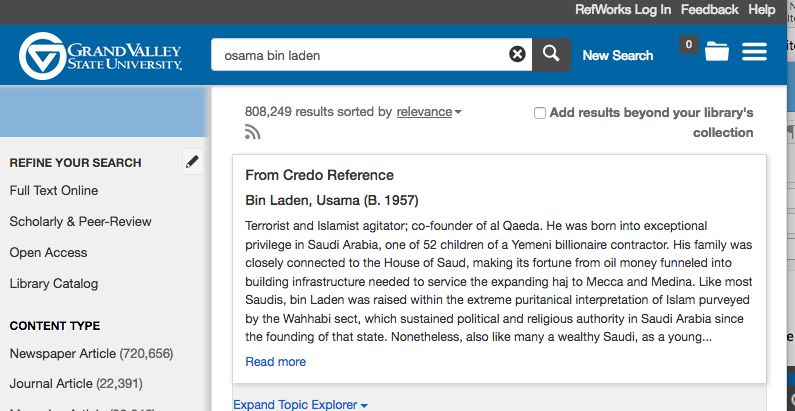 RefWorks Log In Feedback Help
GRAND VALLEY
STATE UNIVERSITY
osama bin laden
New Search
0
808,249 results sorted by relevance
Add results beyond your library's
collection
REFINE YOUR SEARCH
Full Text Online
Scholarly & Peer-Review
Open Access
Library Catalog
CONTENT TYPE
Newspaper Article (720,656)
Journal Article (22,391)
From Credo Reference
Bin Laden, Usama (B. 1957)
Terrorist and Islamist agitator; co-founder of al Qaeda. He was born into exceptional
privilege in Saudi Arabia, one of 52 children of a Yemeni billionaire contractor. His family was
closely connected to the House of Saud, making its fortune from oil money funneled into
building infrastructure needed to service the expanding haj to Mecca and Medina. Like most
Saudis, bin Laden was raised within the extreme puritanical interpretation of Islam purveyed
by the Wahhabi sect, which sustained political and religious authority in Saudi Arabia since
the founding of that state. Nonetheless, also like many a wealthy Saudi, as a young...
Read more
Expand Topic Explorer